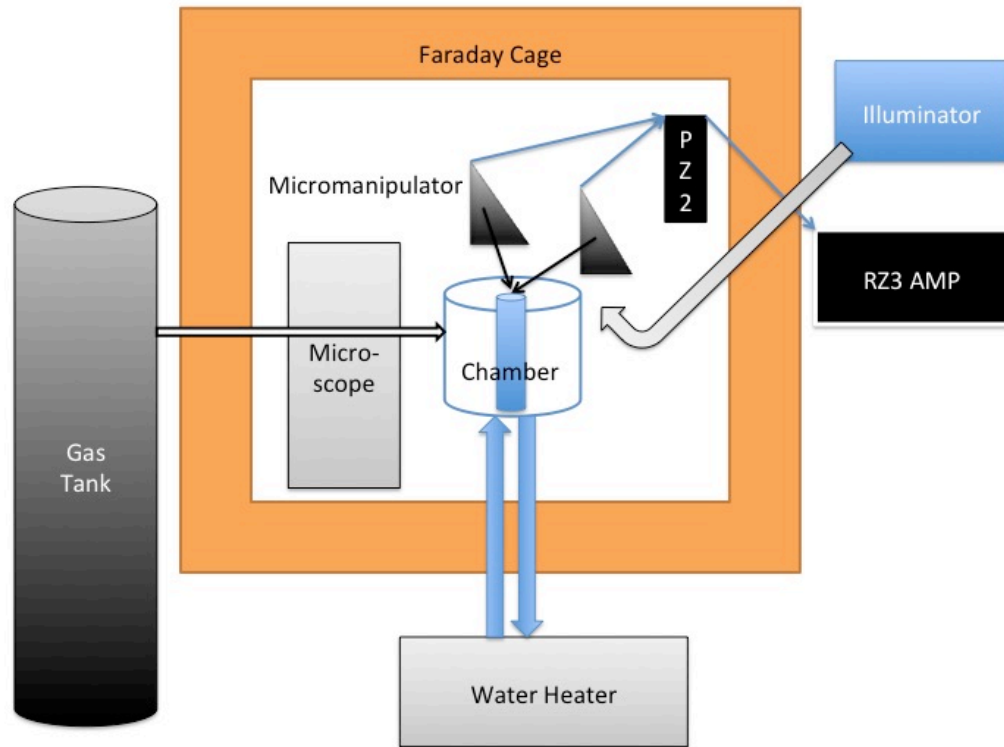 Faraday Cage
Illuminator
P
Z
2
Micromanipulator
RZ3 AMP
Micro-
scope
Chamber
Gas
Tank
Water Heater